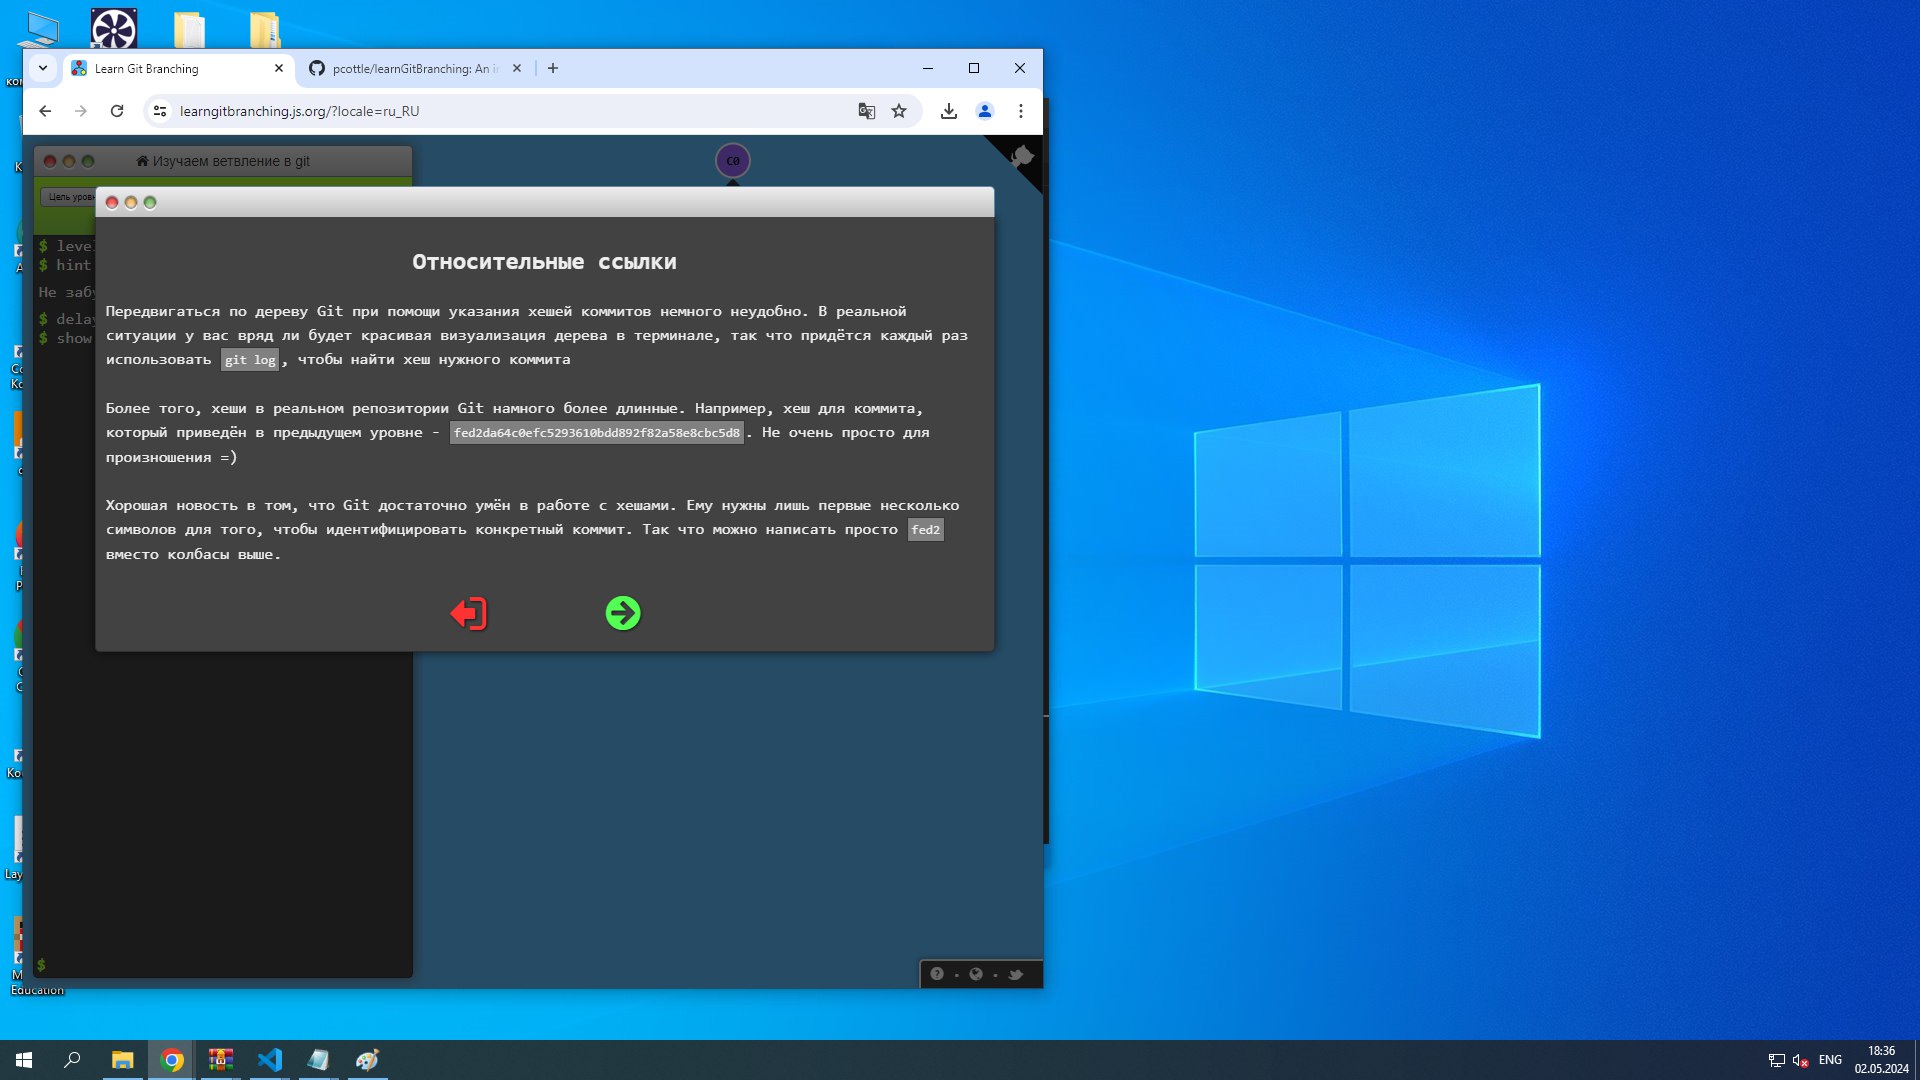 Learn Git Branching
pcottle/learnGitBranching: An i
learngitbranching.js.org/?locale=ru_RU
Изучаем ветвление в git
C0
Цель уровн
$ level
$ hint
Не заб
$ delay
$ show
Относительные ссылки
Передвигаться по дереву Git при помощи указания хешей коммитов немного неудобно. В реальной
ситуации у вас вряд ли будет красивая визуализация дерева в терминале, так что придётся каждый раз
использовать git log, чтобы найти хеш нужного коммита
Более того, хеши в реальном репозитории Git намного более длинные. Например, хеш для коммита,
который приведён в предыдущем уровне - fed2da64c0efc5293610bdd892f82a58e8cbc5d8. Не очень просто для
произношения =)
Хорошая новость в том, что Git достаточно умён в работе с хешами. Ему нужны лишь первые несколько
символов для того, чтобы идентифицировать конкретный коммит. Так что можно написать просто fed2
вместо колбасы выше.
$
Education
ENG
18:36
02.05.2024